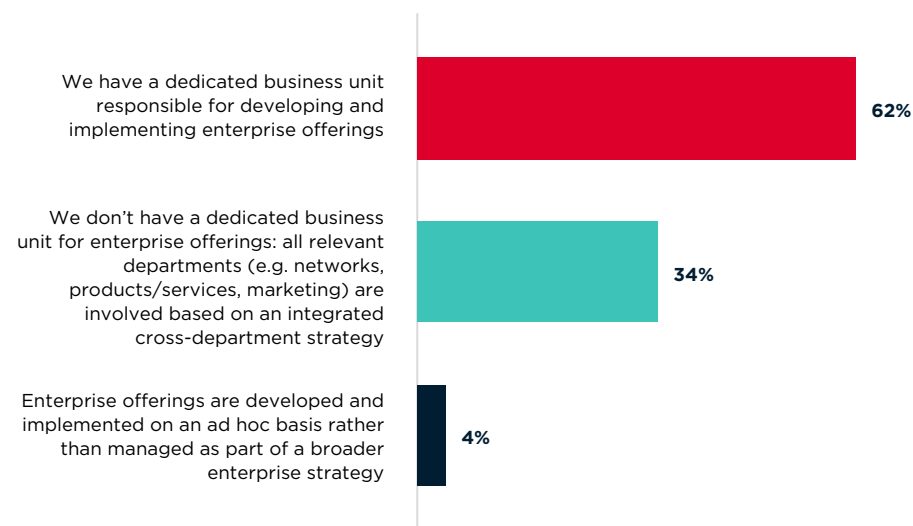 We have a dedicated business unit
responsible for developing and
implementing enterprise offerings
62%
We don’t have a dedicated business
unit for enterprise offerings: all relevant
departments (e.g. networks,
products/services, marketing) are
involved based on an integrated
cross-department strategy
34%
Enterprise offerings are developed and
implemented on an ad hoc basis rather
than managed as part of a broader
enterprise strategy
4%